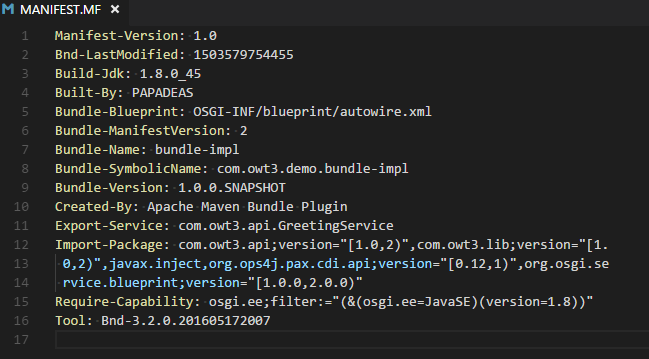 MANIFEST.MF
1 Manifest-Version: 1.0
2 Bnd-LastModified: 1503579754455
3 Build-Jdk: 1.8.0_45
4 Built-By: PAPADEAS
5 Bundle-Blueprint: OSGI-INF/blueprint/autowire.xml
6 Bundle-ManifestVersion: 2
7 Bundle-Name: bundle-impl
8 Bundle-SymbolicName: com.owt3.demo.bundle-impl
9 Bundle-Version: 1.0.0.SNAPSHOT
10 Created-By: Apache Maven Bundle Plugin
11 Export-Service: com.owt3.api.GreetingService
12 Import-Package: com.owt3.api;version="[1.0,2)",com.owt3.lib;version="[1.
13 0,2)",javax.inject,org.ops4j.pax.cdi.api;version="[0.12,1)",org.osgi.se
14 rvice.blueprint;version="[1.0.0,2.0.0)"
15 Require-Capability: osgi.ee;filter:="(&(osgi.ee=JavaSE)(version=1.8))"
16 Tool: Bnd-3.2.0.201605172007
17